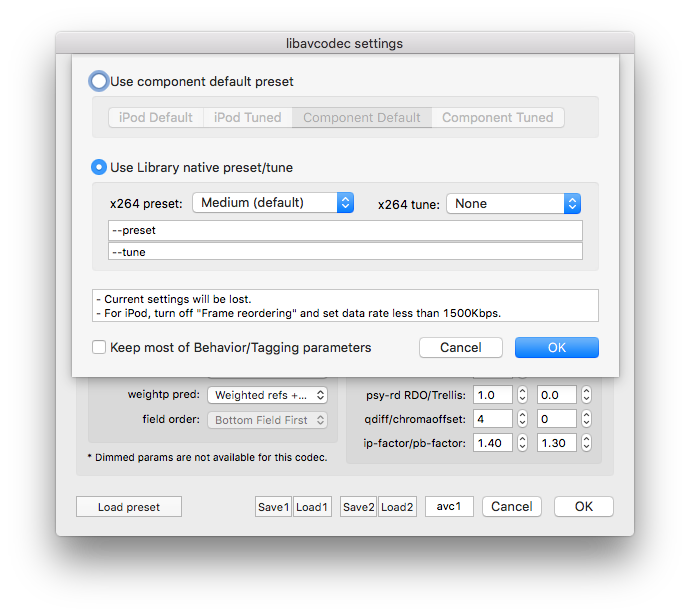 libavcodec settings
Use component default preset
iPod Default iPod Tuned Component Default Component Tuned
Use Library native preset/tune
x264 preset: Medium (default) x264 tune: None
--preset
--tune
- Current settings will be lost.
- For iPod, turn off "Frame reordering" and set data rate less than 1500Kbps.
Keep most of Behavior/Tagging parameters Cancel OK
weightp pred: Weighted refs +... psy-rd RDO/Trellis: 1.0 0.0
field order: Bottom Field First qdiff/chromaoffset: 4 0
ip-factor/pb-factor: 1.40 1.30
* Dimmed params are not available for this codec.
Load preset Save1 Load1 Save2 Load2 avc1 Cancel OK